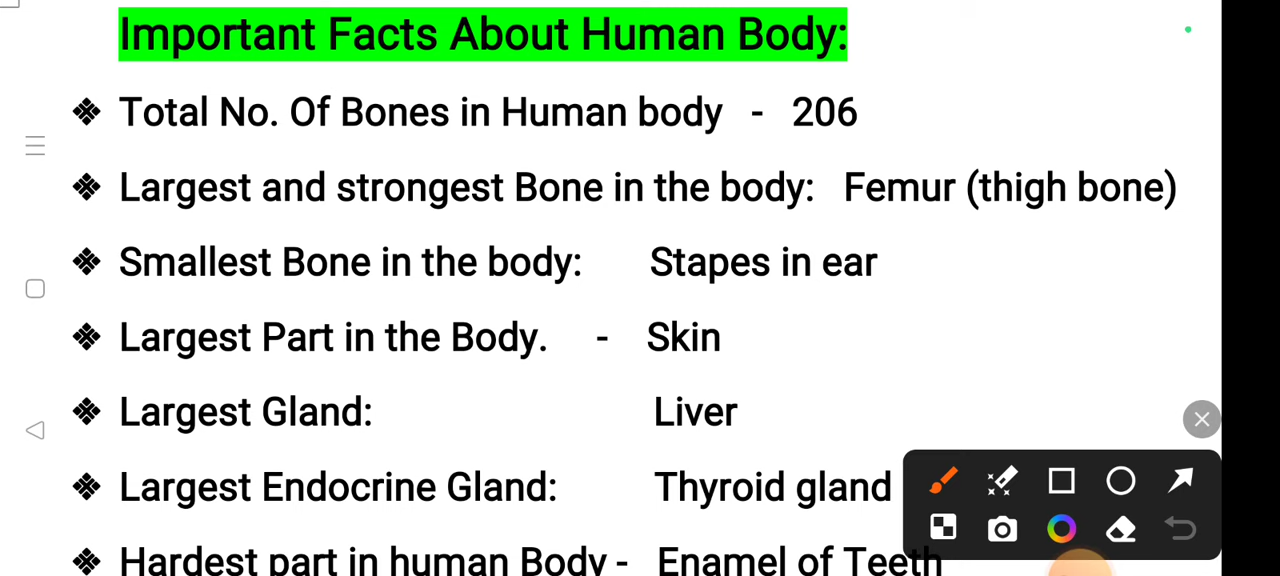 Important Facts About Human Body:
❖ Total No. Of Bones in Human body - 206
❖ Largest and strongest Bone in the body: Femur (thigh bone)
❖ Smallest Bone in the body: Stapes in ear
❖ Largest Part in the Body. - Skin
❖ Largest Gland: Liver
❖ Largest Endocrine Gland: Thyroid gland
❖ Hardest part in human Body - Enamel of Teeth